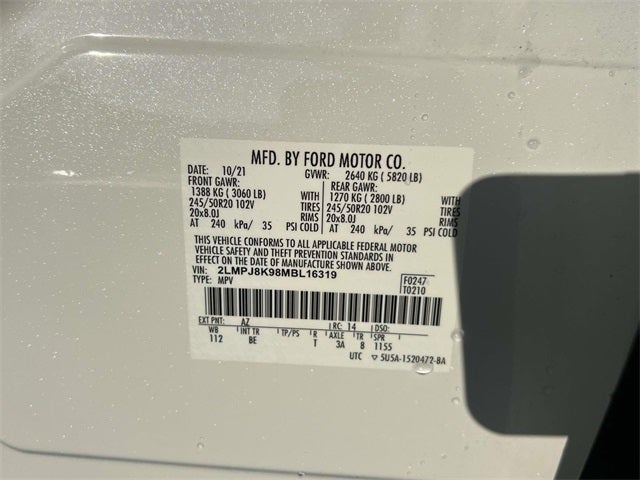 MFD. BY FORD MOTOR CO.
DATE: 10/21 GVWR: 2640 KG ( 5820 LB)
FRONT GAWR: REAR GAWR:
1388 KG ( 3060 LB) WITH 1270 KG ( 2800 LB) WITH
245/50R20 102V TIRES 245/50R20 102V TIRES
20x8.0J RIMS 20x8.0J RIMS
AT 240 kPa/ 35 PSI COLD AT 240 kPa/ 35 PSI COLD
THIS VEHICLE CONFORMS TO ALL APPLICABLE FEDERAL MOTOR
VEHICLE SAFETY AND THEFT PREVENTION STANDARDS IN
EFFECT ON THE DATE OF MANUFACTURE SHOWN ABOVE.
VIN: 2LMPJ8K98MBL16319 F0247
TYPE: MPV T0210
EXT PNT: AZ RC: 14 DSO:
WB INT TR TP/PS R AXLE TR SPR
112 BE T 3A B 1155
UTC ▽ 5U5A-1520472-BA